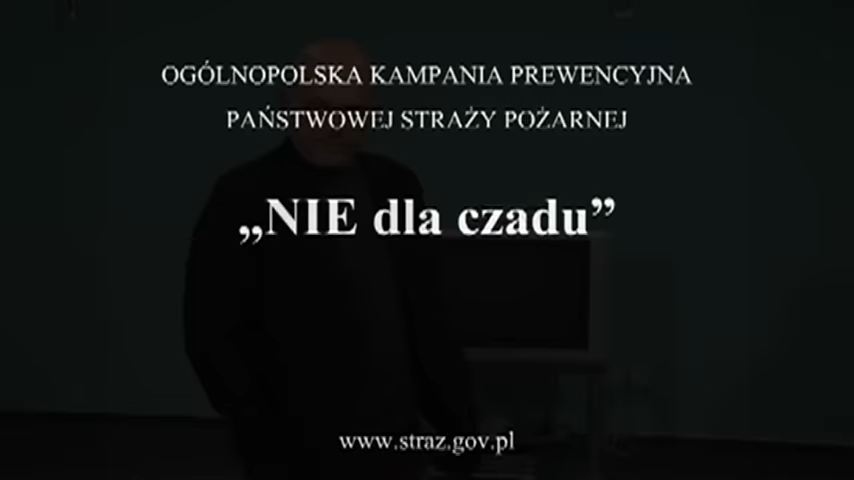 OGÓLNOPOLSKA KAMPANIA PREWENCYJNA
PAŃSTWOWEJ STRAŻY POŻARNEJ
„NIE dla czadu”
www.straz.gov.pl